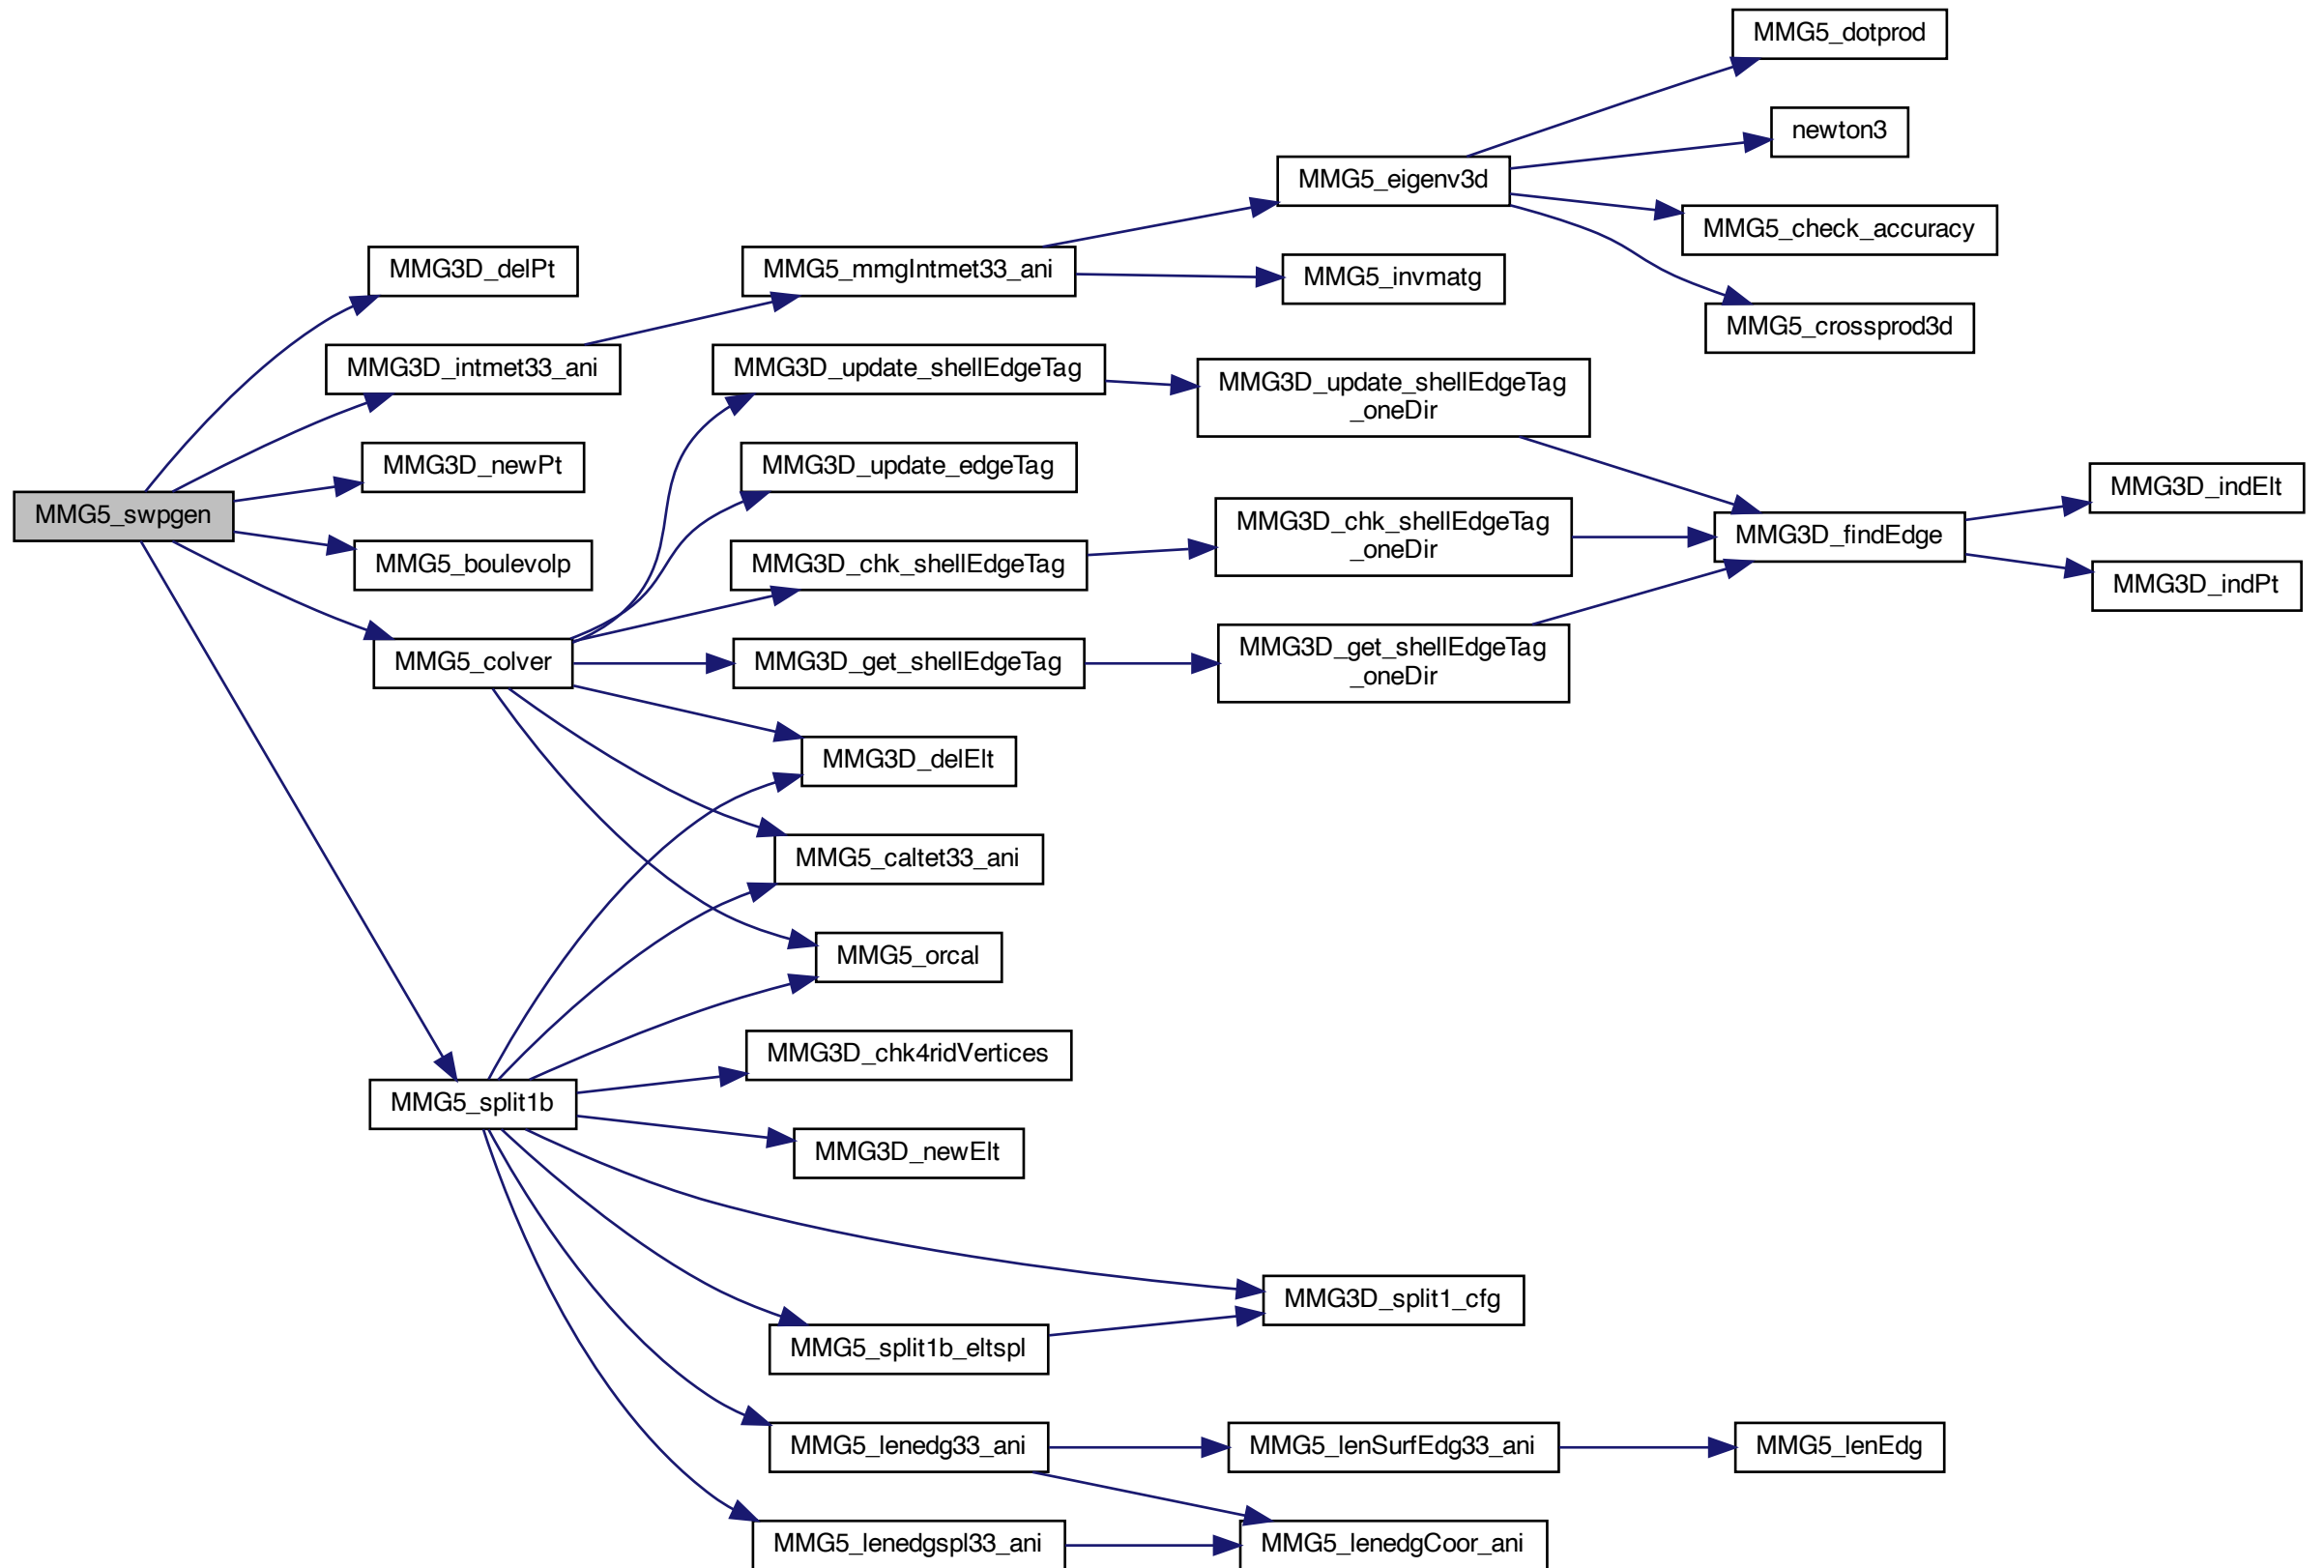 MMG5_dotprod
newton3
MMG5_eigenv3d
MMG5_check_accuracy
MMG3D_delPt
MMG5_mmgIntmet33_ani
MMG5_invmatg
MMG5_crossprod3d
MMG3D_intmet33_ani
MMG3D_update_shellEdgeTag
MMG3D_update_shellEdgeTag
_oneDir
MMG3D_newPt
MMG3D_update_edgeTag
MMG3D_indElt
MMG5_swpgen
MMG3D_chk_shellEdgeTag
_oneDir
MMG3D_findEdge
MMG5_boulevolp
MMG3D_chk_shellEdgeTag
MMG3D_indPt
MMG5_colver
MMG3D_get_shellEdgeTag
MMG3D_get_shellEdgeTag
_oneDir
MMG3D_delElt
MMG5_caltet33_ani
MMG5_orcal
MMG3D_chk4ridVertices
MMG5_split1b
MMG3D_newElt
MMG3D_split1_cfg
MMG5_split1b_eltspl
MMG5_lenedg33_ani
MMG5_lenSurfEdg33_ani
MMG5_lenEdg
MMG5_lenedgspl33_ani
MMG5_lenedgCoor_ani